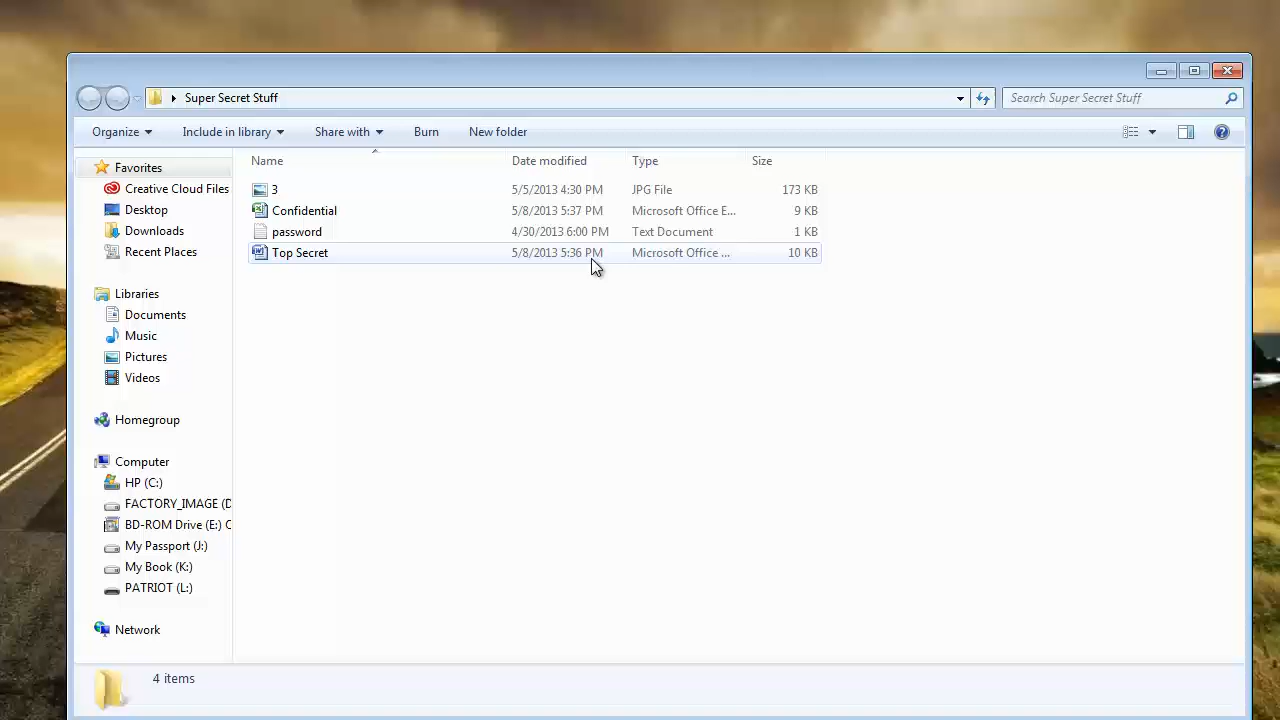 Super Secret Stuff
Search Super Secret Stuff
Organize Include in library Share with Burn New folder
Favorites
Creative Cloud Files
Desktop
Downloads
Recent Places
Libraries
Documents
Music
Pictures
Videos
Homegroup
Computer
HP (C:)
FACTORY_IMAGE (D
BD-ROM Drive (E:) C
My Passport (J:)
My Book (K:)
PATRIOT (L:)
Network
Name Date modified Type Size
3 5/5/2013 4:30 PM JPG File 173 KB
Confidential 5/8/2013 5:37 PM Microsoft Office E... 9 KB
password 4/30/2013 6:00 PM Text Document 1 KB
Top Secret 5/8/2013 5:36 PM Microsoft Office ... 10 KB
4 items